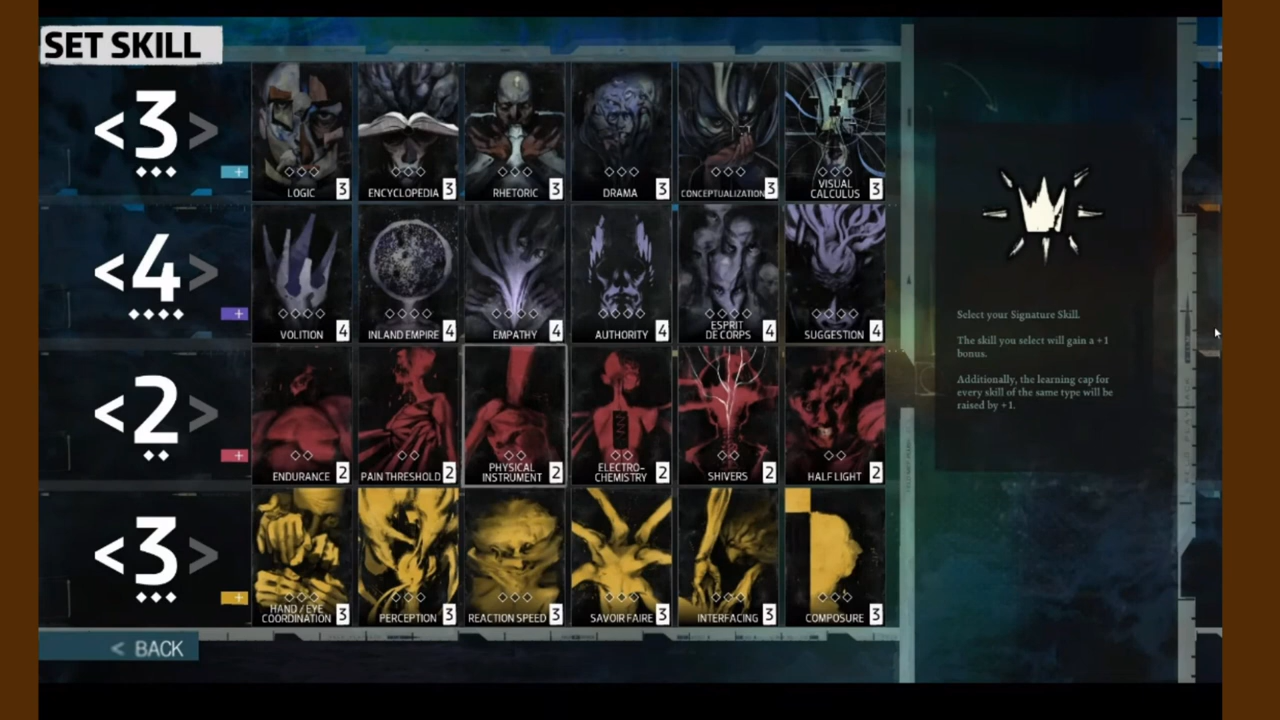 SET SKILL
<3>
LOGIC 3
ENCYCLOPEDIA 3
RHETORIC 3
DRAMA 3
CONCEPTUALIZATION 3
VISUAL
CALCULUS 3
<4>
VOLITION 4
INLAND EMPIRE 4
EMPATHY 4
AUTHORITY 4
ESPRIT
DE CORPS 4
SUGGESTION 4
<2>
ENDURANCE 2
PAIN THRESHOLD 2
PHYSICAL
INSTRUMENT 2
ELECTRO-
CHEMISTRY 2
SHIVERS 2
HALF LIGHT 2
<3>
HAND / EYE
COORDINATION 3
PERCEPTION 3
REACTION SPEED 3
SAVOIR FAIRE 3
INTERFACING 3
COMPOSURE 3
< BACK
Select your Signature Skill.
The skill you select will gain a +1
bonus.
Additionally, the learning cap for
every skill of the same type will be
raised by +1.